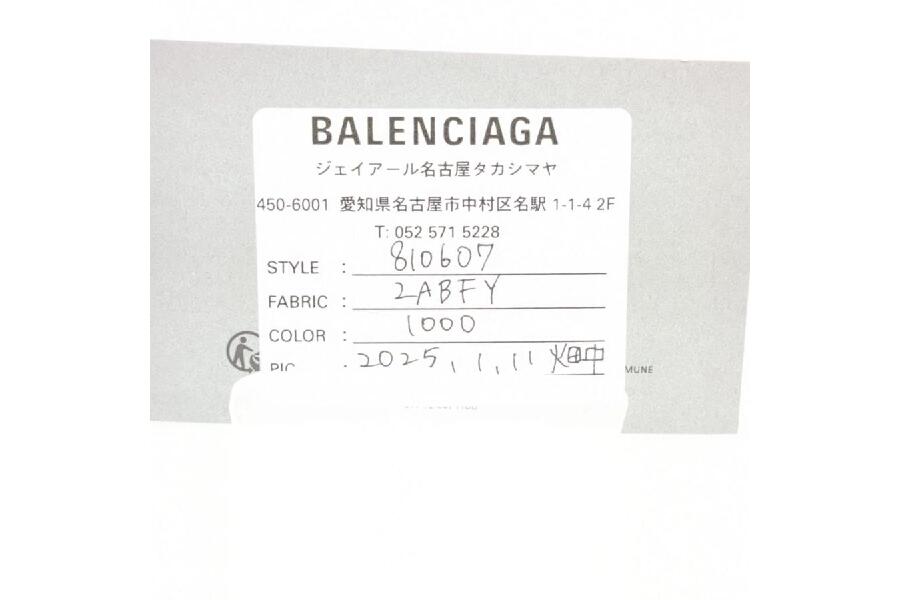 BALENCIAGA
ジェイアール名古屋タカシマヤ
450-6001 愛知県名古屋市中村区名駅 1-1-4 2F
T: 052 571 5228
STYLE : 810607
FABRIC : 2ABFY
COLOR : 1000
PIC . 2025, 1, 11 畑中
MUNE